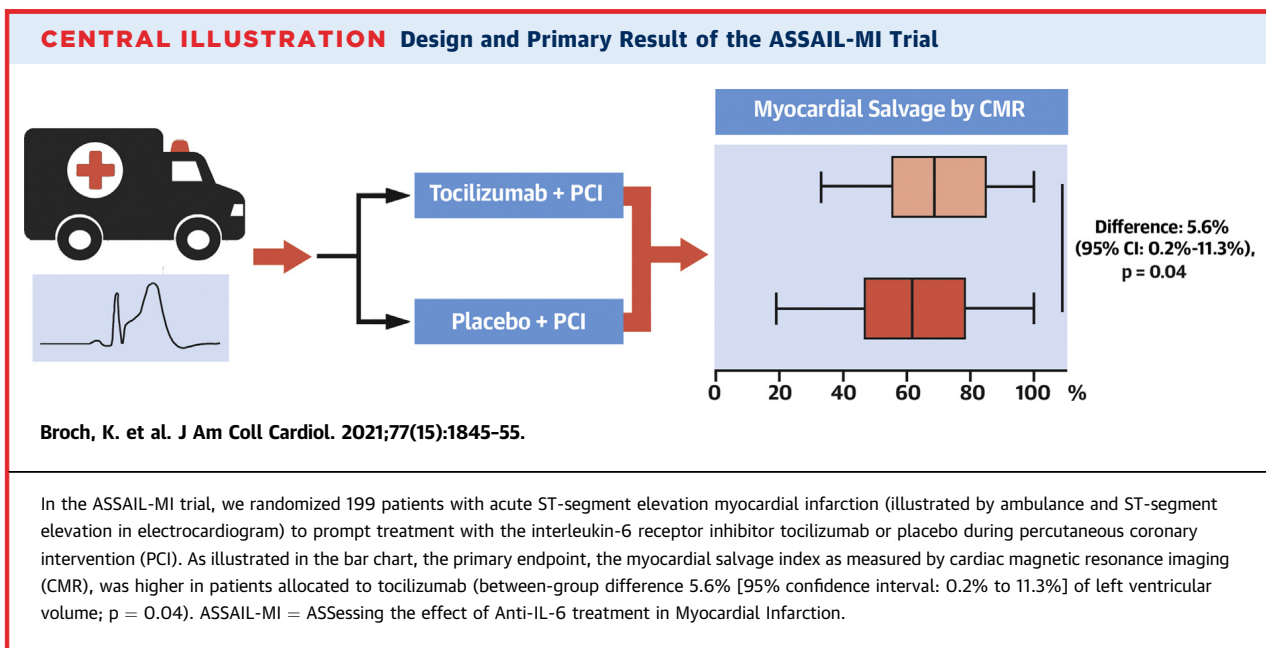 CENTRAL ILLUSTRATION Design and Primary Result of the ASSAIL-MI Trial
Myocardial Salvage by CMR
Tocilizumab + PCI
Placebo + PCI
Difference: 5.6%
(95% CI: 0.2%-11.3%),
p = 0.04
0 20 40 60 80 100 %
Broch, K. et al. J Am Coll Cardiol. 2021;77(15):1845–55.
In the ASSAIL-MI trial, we randomized 199 patients with acute ST-segment elevation myocardial infarction (illustrated by ambulance and ST-segment
elevation in electrocardiogram) to prompt treatment with the interleukin-6 receptor inhibitor tocilizumab or placebo during percutaneous coronary
intervention (PCI). As illustrated in the bar chart, the primary endpoint, the myocardial salvage index as measured by cardiac magnetic resonance imaging
(CMR), was higher in patients allocated to tocilizumab (between-group difference 5.6% [95% confidence interval: 0.2% to 11.3%] of left ventricular
volume; p = 0.04). ASSAIL-MI = ASSessing the effect of Anti-IL-6 treatment in Myocardial Infarction.